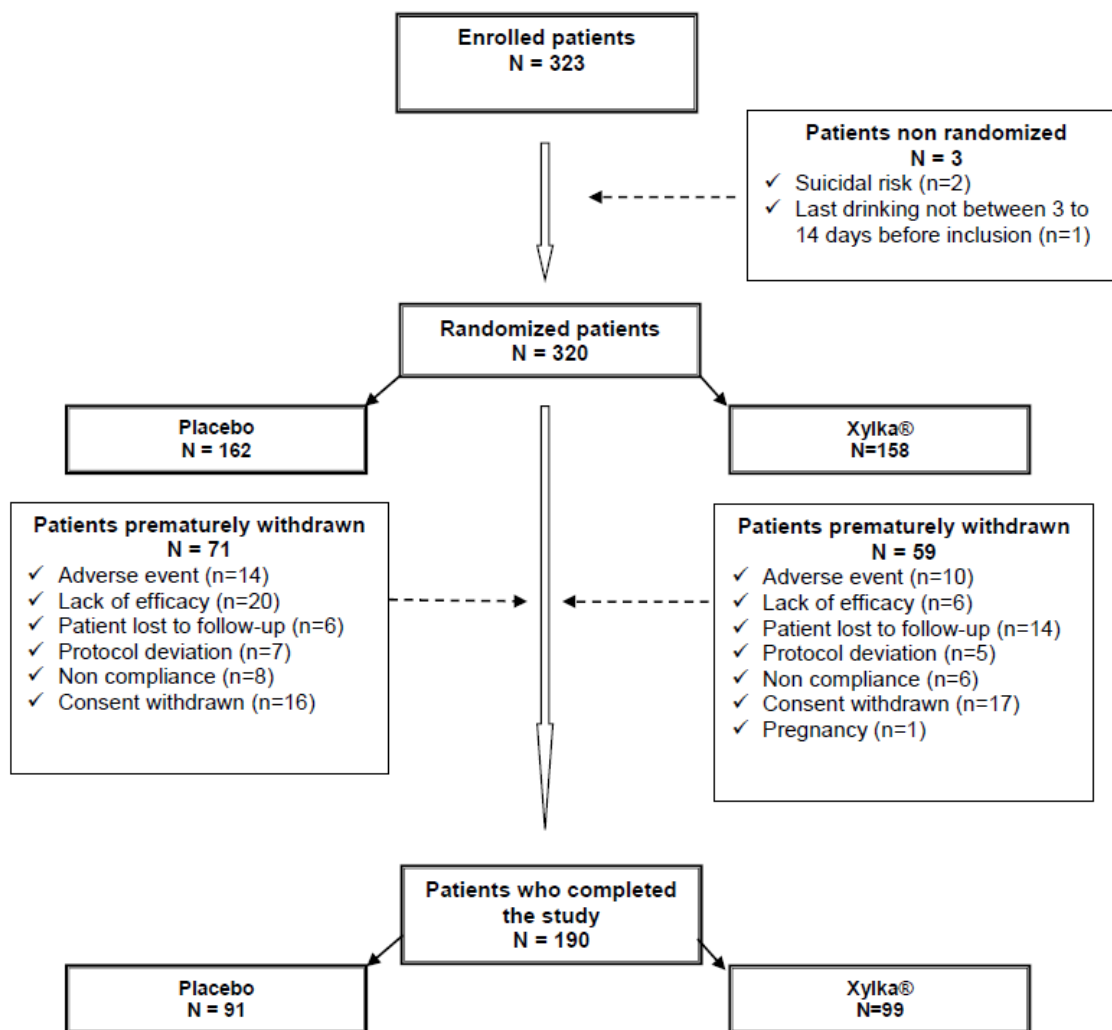 Enrolled patients
N = 323
Patients non randomized
N = 3
✓ Suicidal risk (n=2)
✓ Last drinking not between 3 to
14 days before inclusion (n=1)
Randomized patients
N = 320
Placebo
N = 162
Xylka®
N=158
Patients prematurely withdrawn
N = 71
✓ Adverse event (n=14)
✓ Lack of efficacy (n=20)
✓ Patient lost to follow-up (n=6)
✓ Protocol deviation (n=7)
✓ Non compliance (n=8)
✓ Consent withdrawn (n=16)
Patients prematurely withdrawn
N = 59
✓ Adverse event (n=10)
✓ Lack of efficacy (n=6)
✓ Patient lost to follow-up (n=14)
✓ Protocol deviation (n=5)
✓ Non compliance (n=6)
✓ Consent withdrawn (n=17)
✓ Pregnancy (n=1)
Patients who completed
the study
N = 190
Placebo
N = 91
Xylka®
N=99